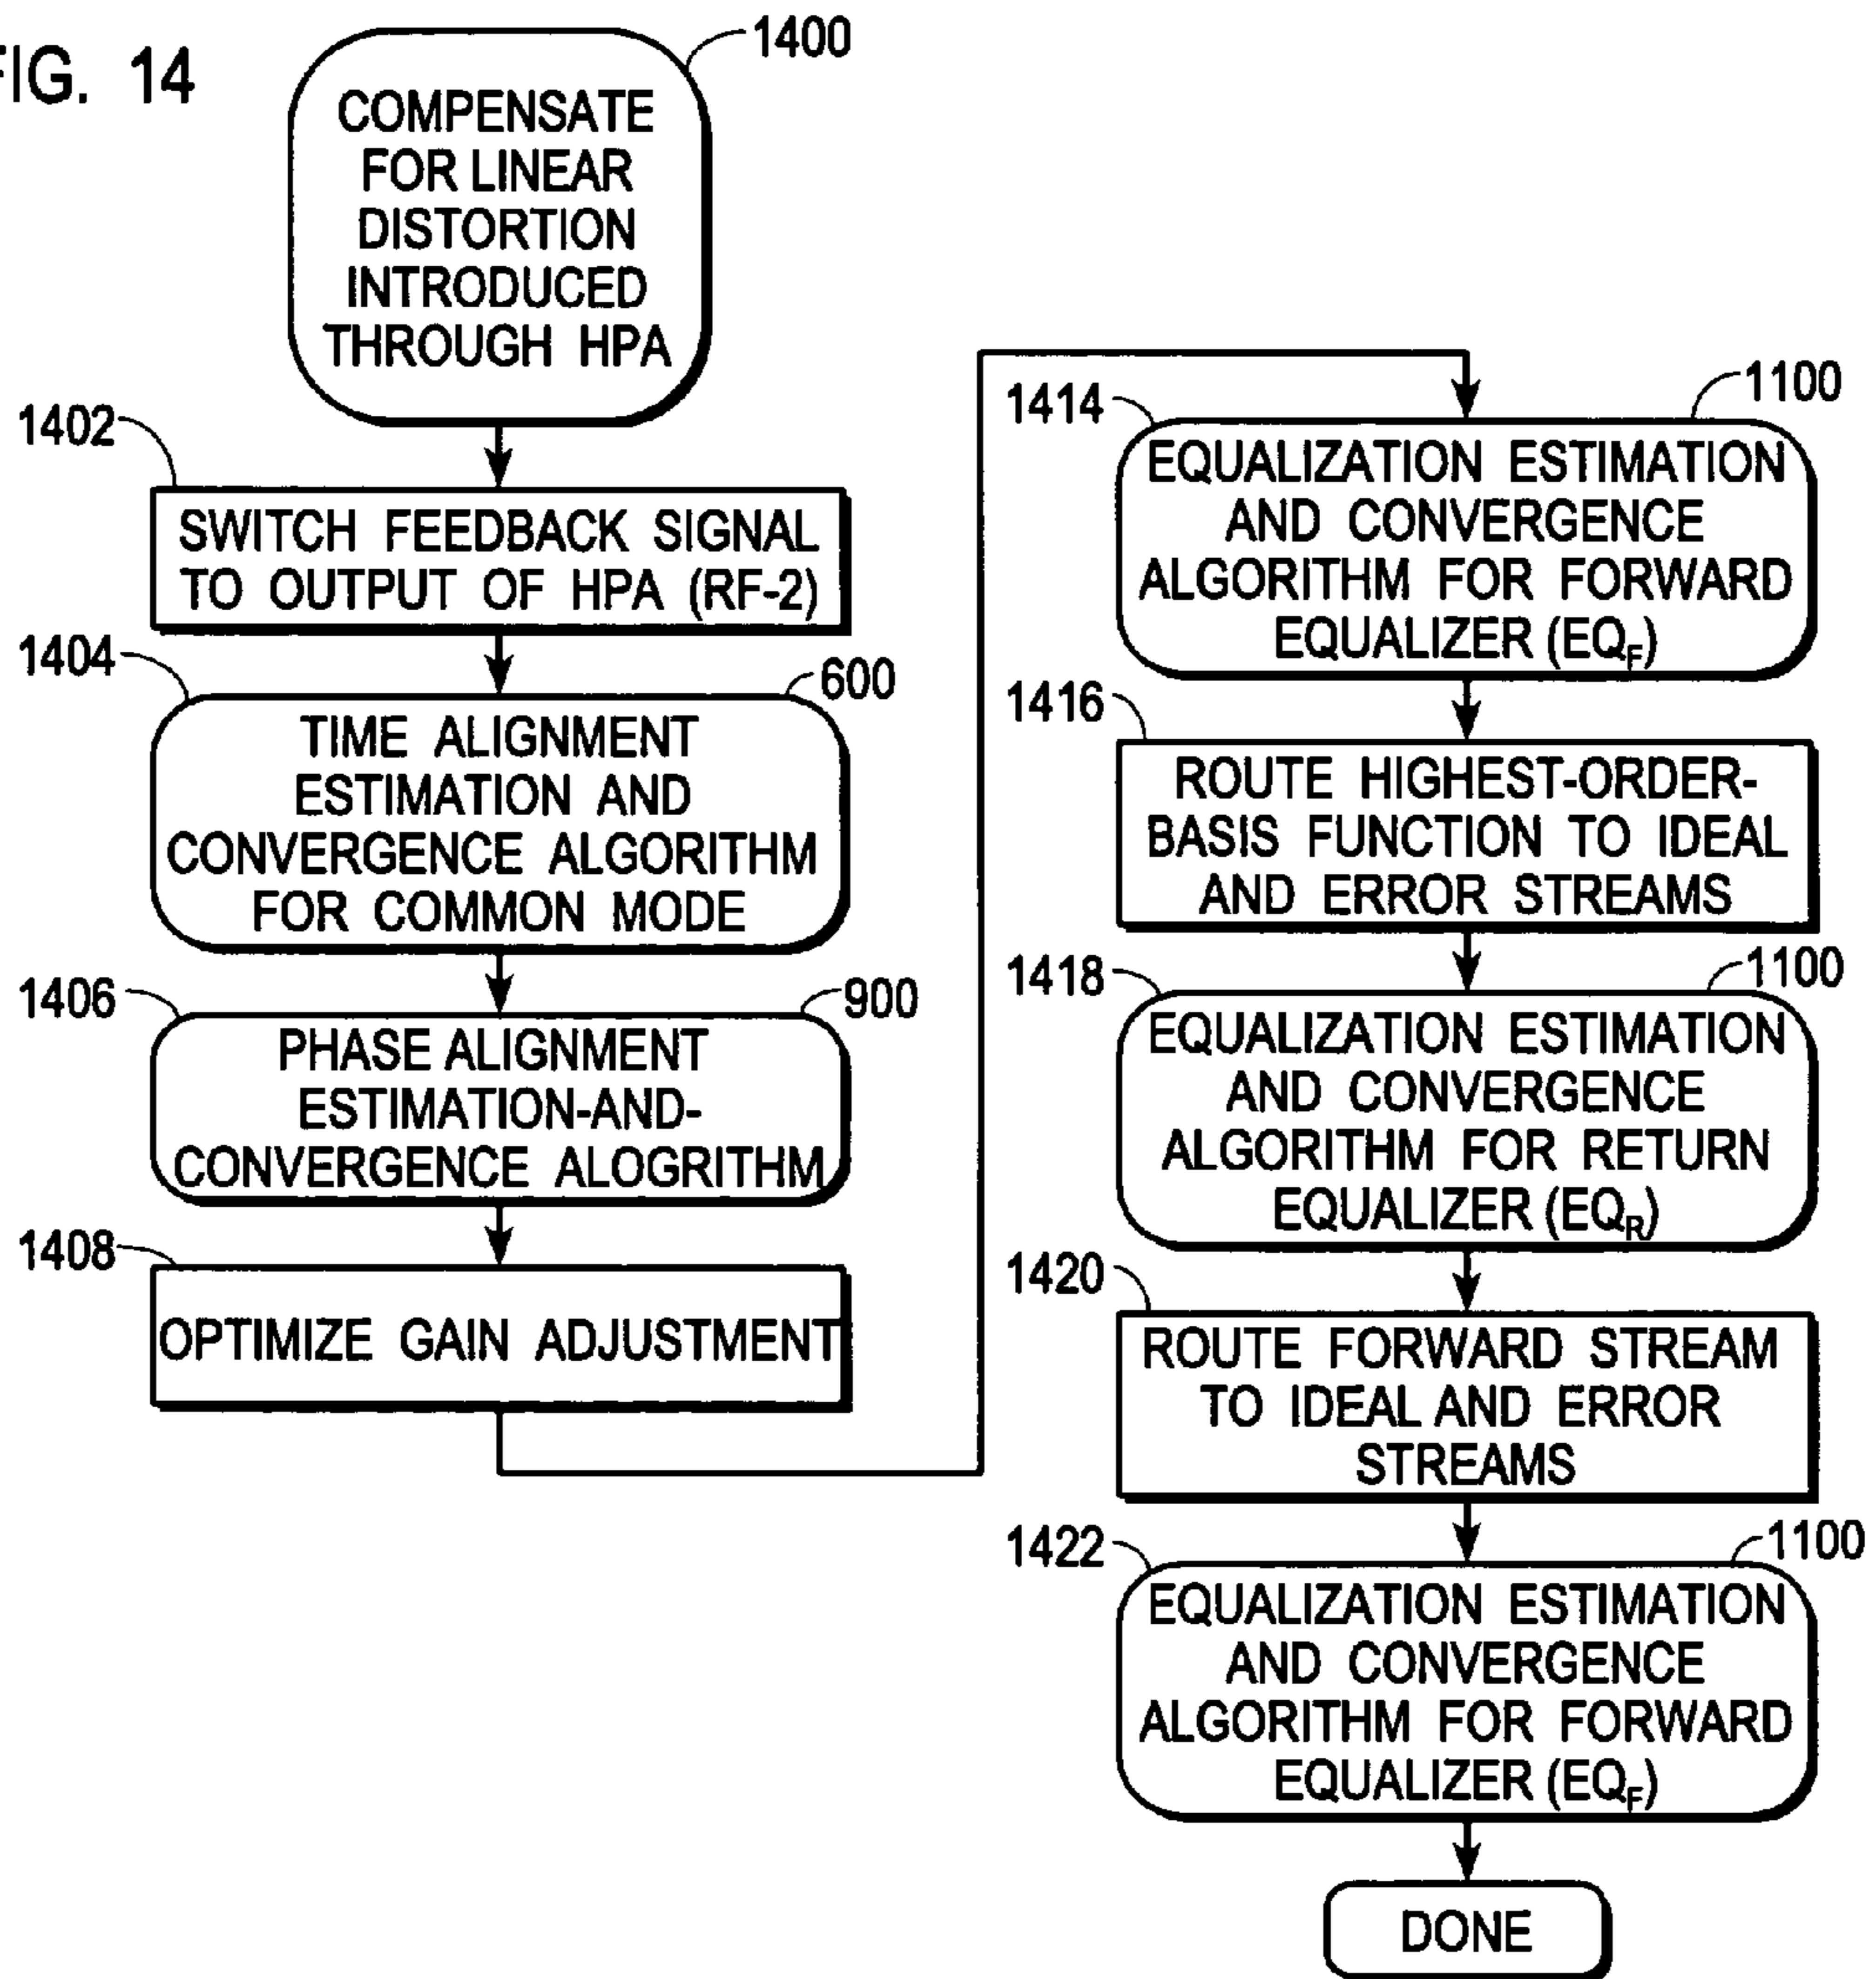 FIG. 14
1400
COMPENSATE
FOR LINEAR
DISTORTION
INTRODUCED
THROUGH HPA
1402
SWITCH FEEDBACK SIGNAL
TO OUTPUT OF HPA (RF-2)
1404
600
TIME ALIGNMENT
ESTIMATION AND
CONVERGENCE ALGORITHM
FOR COMMON MODE
1406
900
PHASE ALIGNMENT
ESTIMATION-AND-
CONVERGENCE ALOGRITHM
1408
OPTIMIZE GAIN ADJUSTMENT
1414
1100
EQUALIZATION ESTIMATION
AND CONVERGENCE
ALGORITHM FOR FORWARD
EQUALIZER (EQF)
1416
ROUTE HIGHEST-ORDER-
BASIS FUNCTION TO IDEAL
AND ERROR STREAMS
1418
1100
EQUALIZATION ESTIMATION
AND CONVERGENCE
ALGORITHM FOR RETURN
EQUALIZER (EQR)
1420
ROUTE FORWARD STREAM
TO IDEAL AND ERROR
STREAMS
1422
1100
EQUALIZATION ESTIMATION
AND CONVERGENCE
ALGORITHM FOR FORWARD
EQUALIZER (EQF)
DONE